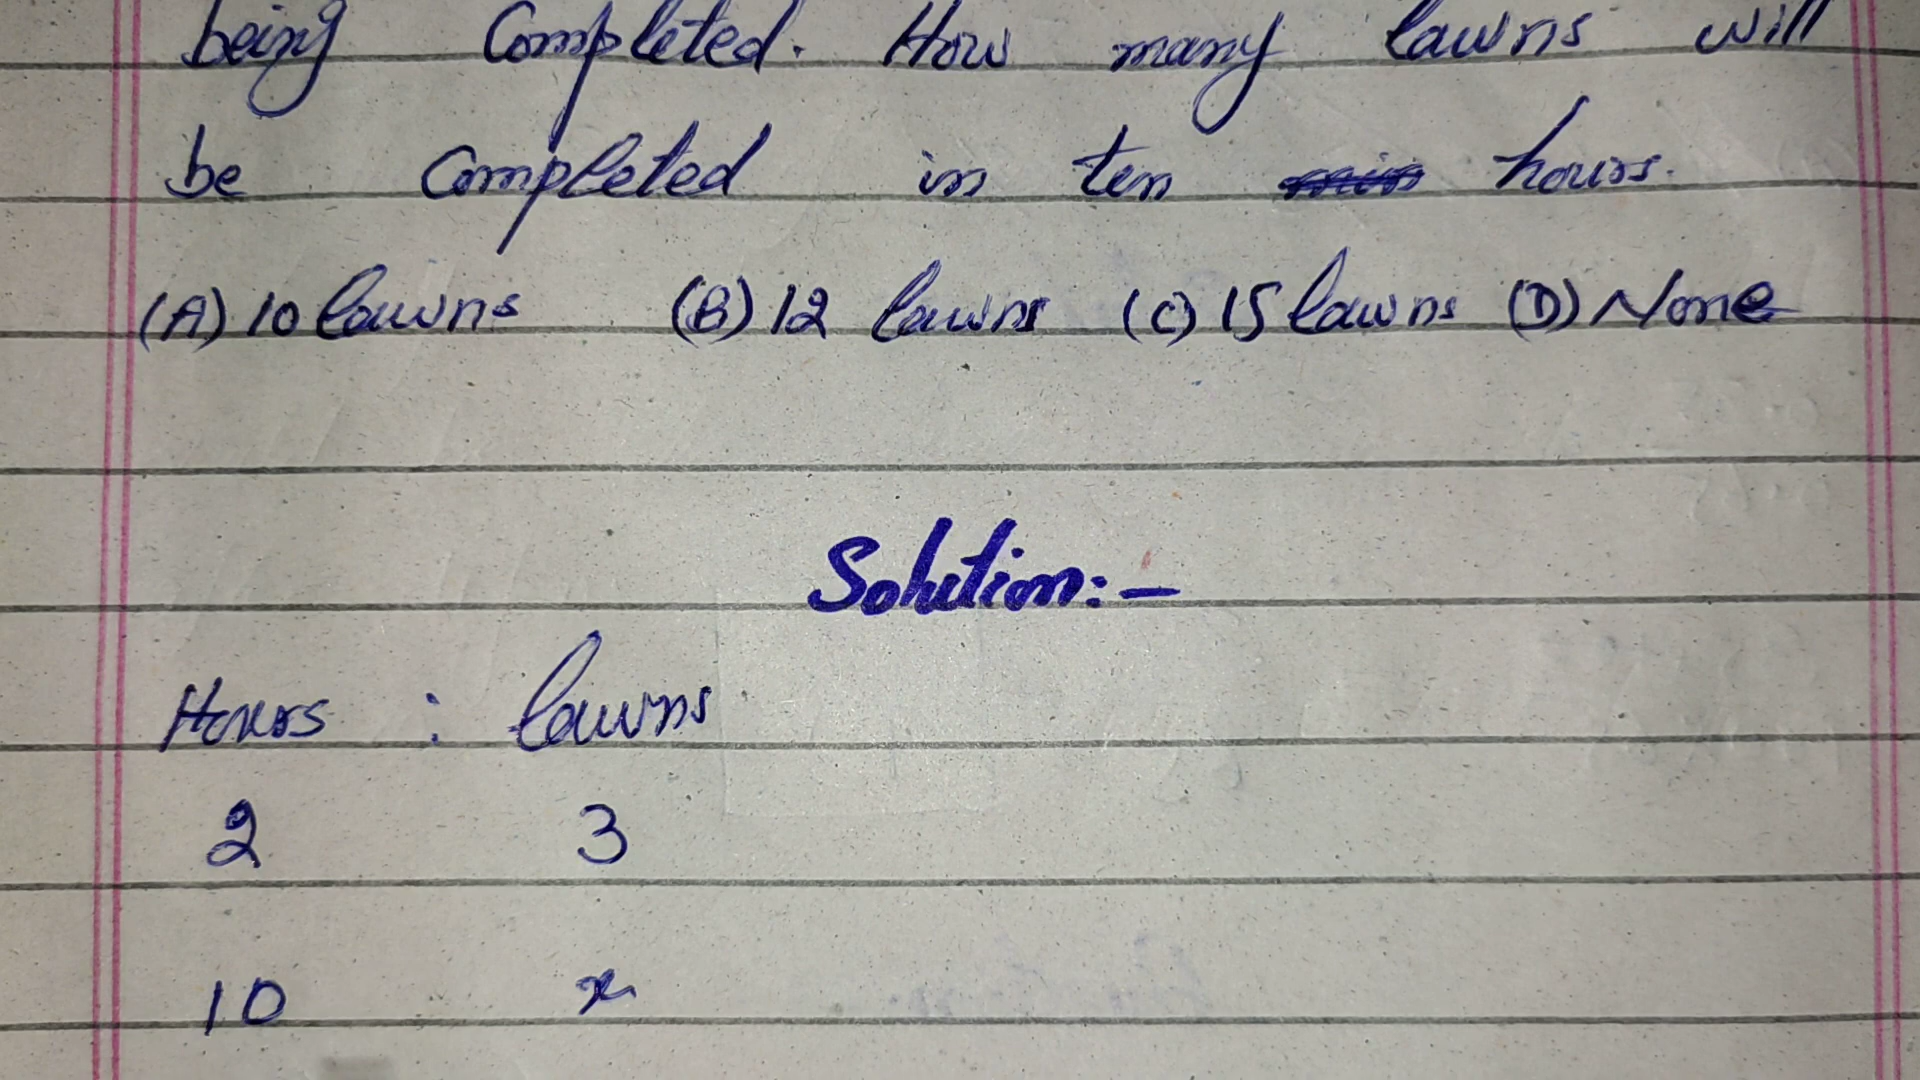 being Completed. How many lawns will
be Completed in ten hours.
(A) 10 lawns (B) 12 lawns (C) 15 lawns (D) None
Solution:-
Hours : lawns
2 3
10 x